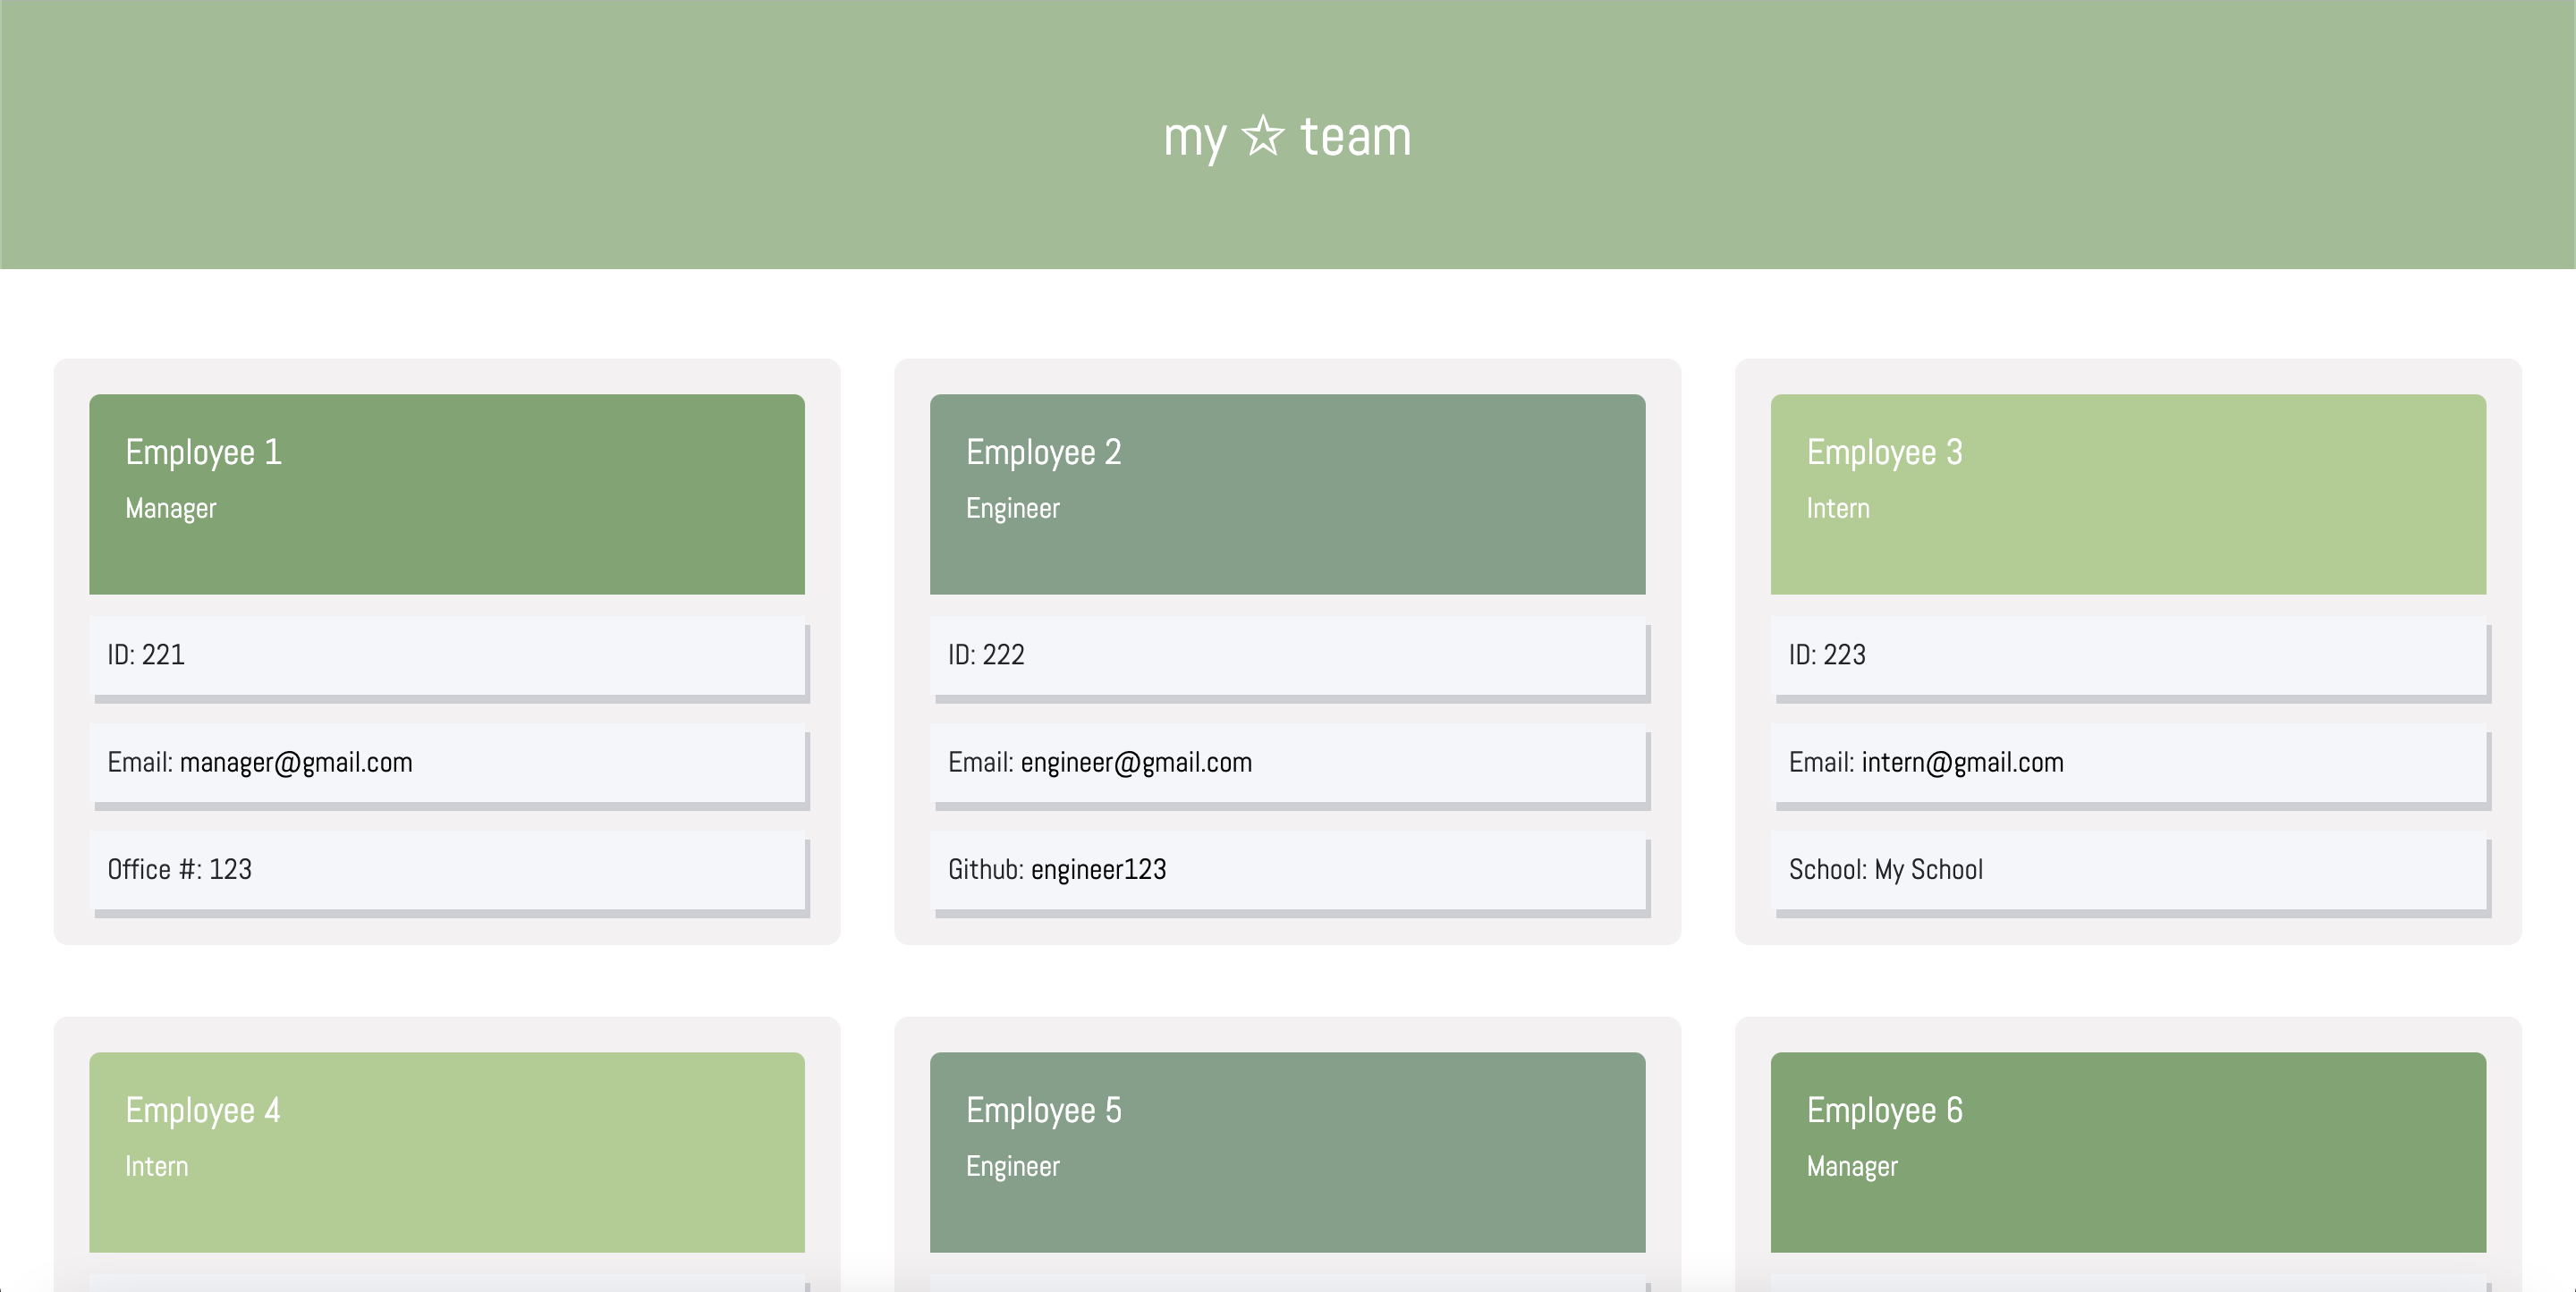 my ☆ team
Employee 1
Manager
ID: 221
Email: manager@gmail.com
Office #: 123
Employee 2
Engineer
ID: 222
Email: engineer@gmail.com
Github: engineer123
Employee 3
Intern
ID: 223
Email: intern@gmail.com
School: My School
Employee 4
Intern
Employee 5
Engineer
Employee 6
Manager